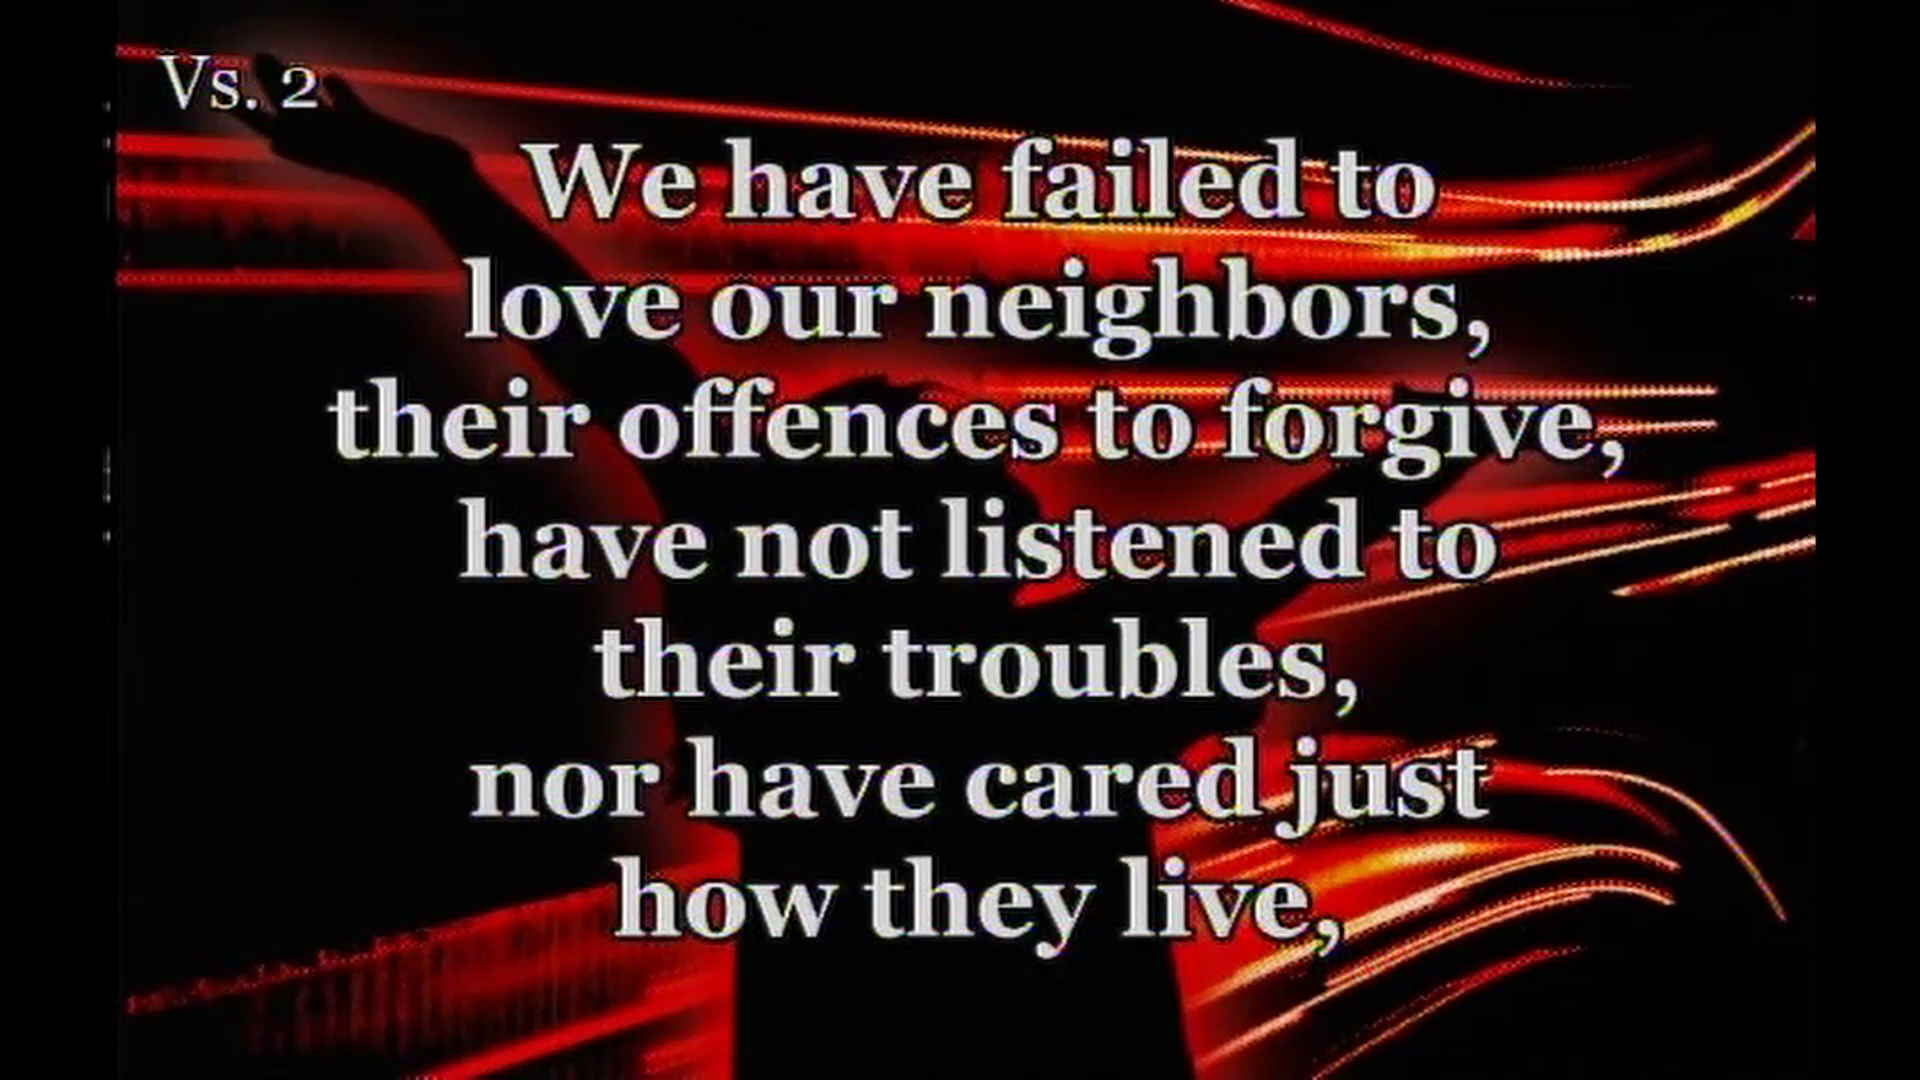 Vs. 2
We have failed to
love our neighbors,
their offences to forgive,
have not listened to
their troubles,
nor have cared just
how they live,